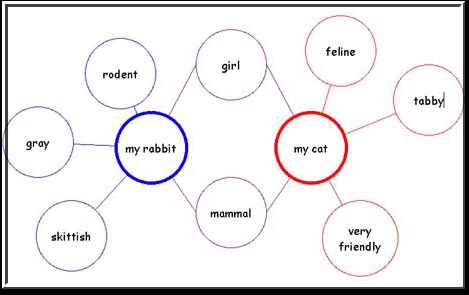 feline
girl
rodent
tabby
gray
my rabbit
my cat
mammal
skittish
very
friendly